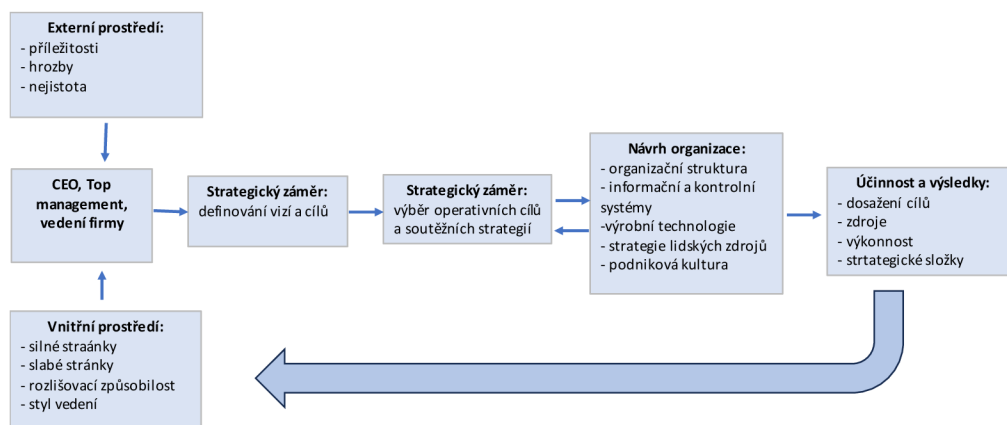 Externí prostředí:
- příležitosti
- hrozby
- nejistota
CEO, Top
management,
vedení firmy
Vnitřní prostředí:
- silné straánky
- slabé stránky
- rozlišovací způsobilost
- styl vedení
Strategický záměr:
definování vizí a cílů
Strategický záměr:
výběr operativních cílů
a soutěžních strategií
Návrh organizace:
- organizační struktura
- informační a kontrolní
systémy
-výrobní technologie
- strategie lidských zdrojů
- podniková kultura
Účinnost a výsledky:
- dosažení cílů
- zdroje
- výkonnost
- strtategické složky